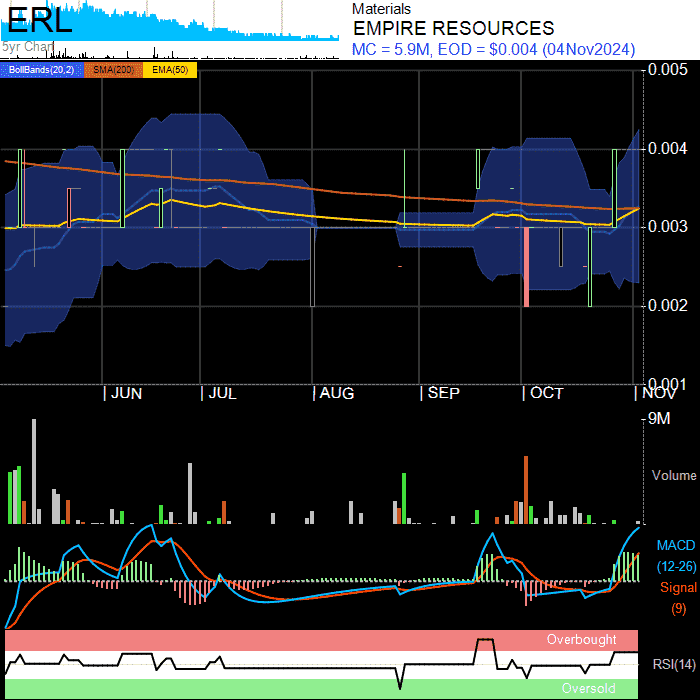 ERL
5yr Chart
Materials
EMPIRE RESOURCES
MC = 5.9M, EOD = $0.004 (04Nov2024)
BollBands(20,2) SMA(200) EMA(50)
0.005
0.004
0.003
0.002
0.001
JUN JUL AUG SEP OCT NOV
9M
Volume
MACD
(12-26)
Signal
(9)
Overbought
RSI(14)
Oversold